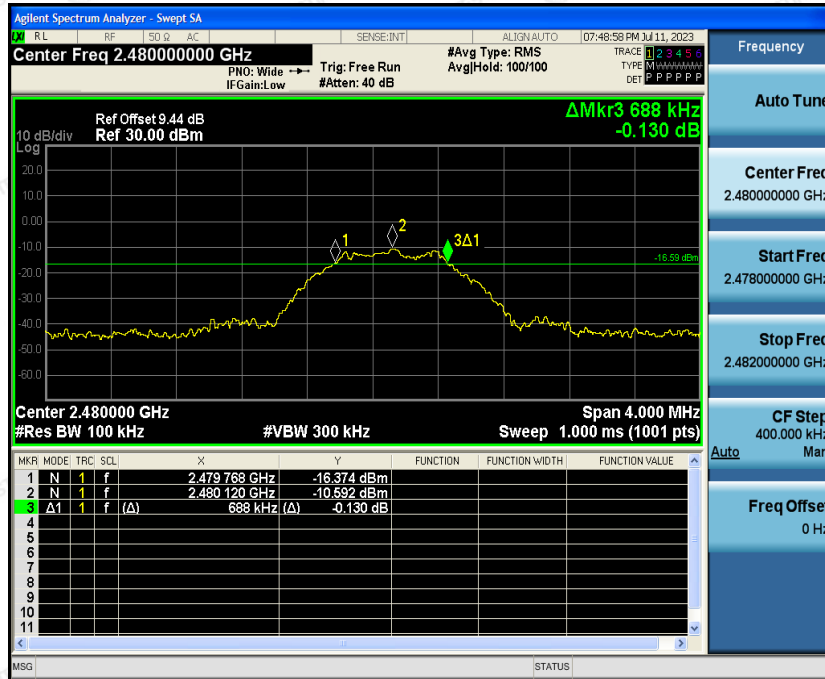 Agilent Spectrum Analyzer - Swept SA
LXI RL RF 50 Ω AC SENSE:INT ALIGN AUTO 07:48:58 PM Jul 11, 2023
Center Freq 2.480000000 GHz
PNO: Wide
IFGain:Low
Trig: Free Run
#Atten: 40 dB
#Avg Type: RMS
Avg|Hold: 100/100
TRACE 1 2 3 4 5 6
TYPE M WWWWW
DET P P P P P P
ΔMkr3 688 kHz
-0.130 dB
Ref Offset 9.44 dB
10 dB/div Ref 30.00 dBm
Log
20.0
10.0
0.00
-10.0
-20.0
-30.0
-40.0
-50.0
-60.0
1
2
3Δ1
-16.59 dBm
Center 2.480000 GHz Span 4.000 MHz
#Res BW 100 kHz #VBW 300 kHz Sweep 1.000 ms (1001 pts)
MKR MODE TRC SCL X Y FUNCTION FUNCTION WIDTH FUNCTION VALUE
1 N 1 f 2.479 768 GHz -16.374 dBm
2 N 1 f 2.480 120 GHz -10.592 dBm
3 Δ1 1 f (Δ) 688 kHz (Δ) -0.130 dB
4
5
6
7
8
9
10
11
MSG STATUS
Frequency
Auto Tune
Center Freq
2.480000000 GHz
Start Freq
2.478000000 GHz
Stop Freq
2.482000000 GHz
CF Step
400.000 kHz
Auto Man
Freq Offset
0 Hz